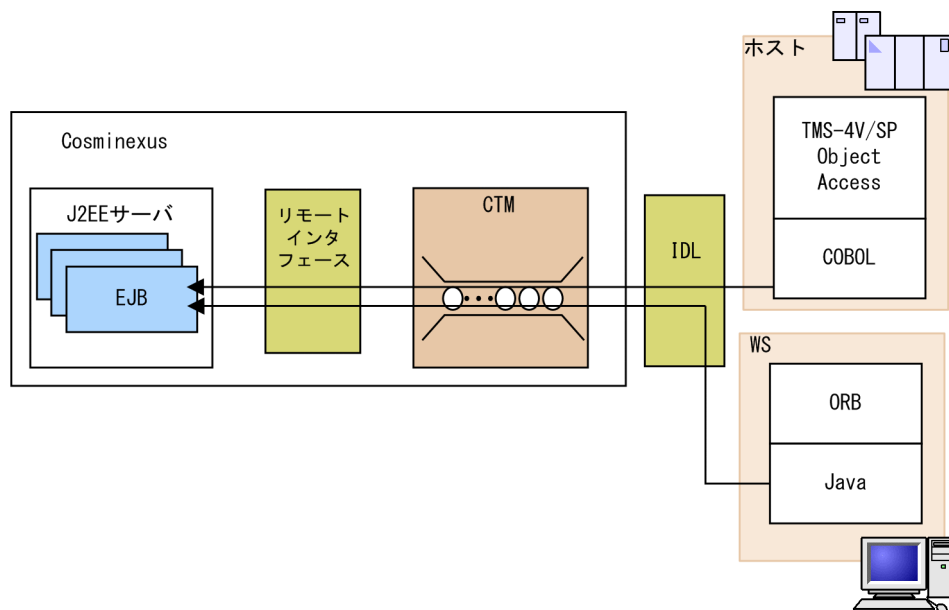 ホスト
TMS-4V/SP
Object
Access
COBOL
Cosminexus
J2EEサーバ
EJB
リモート
インタ
フェース
CTM
IDL
WS
ORB
Java